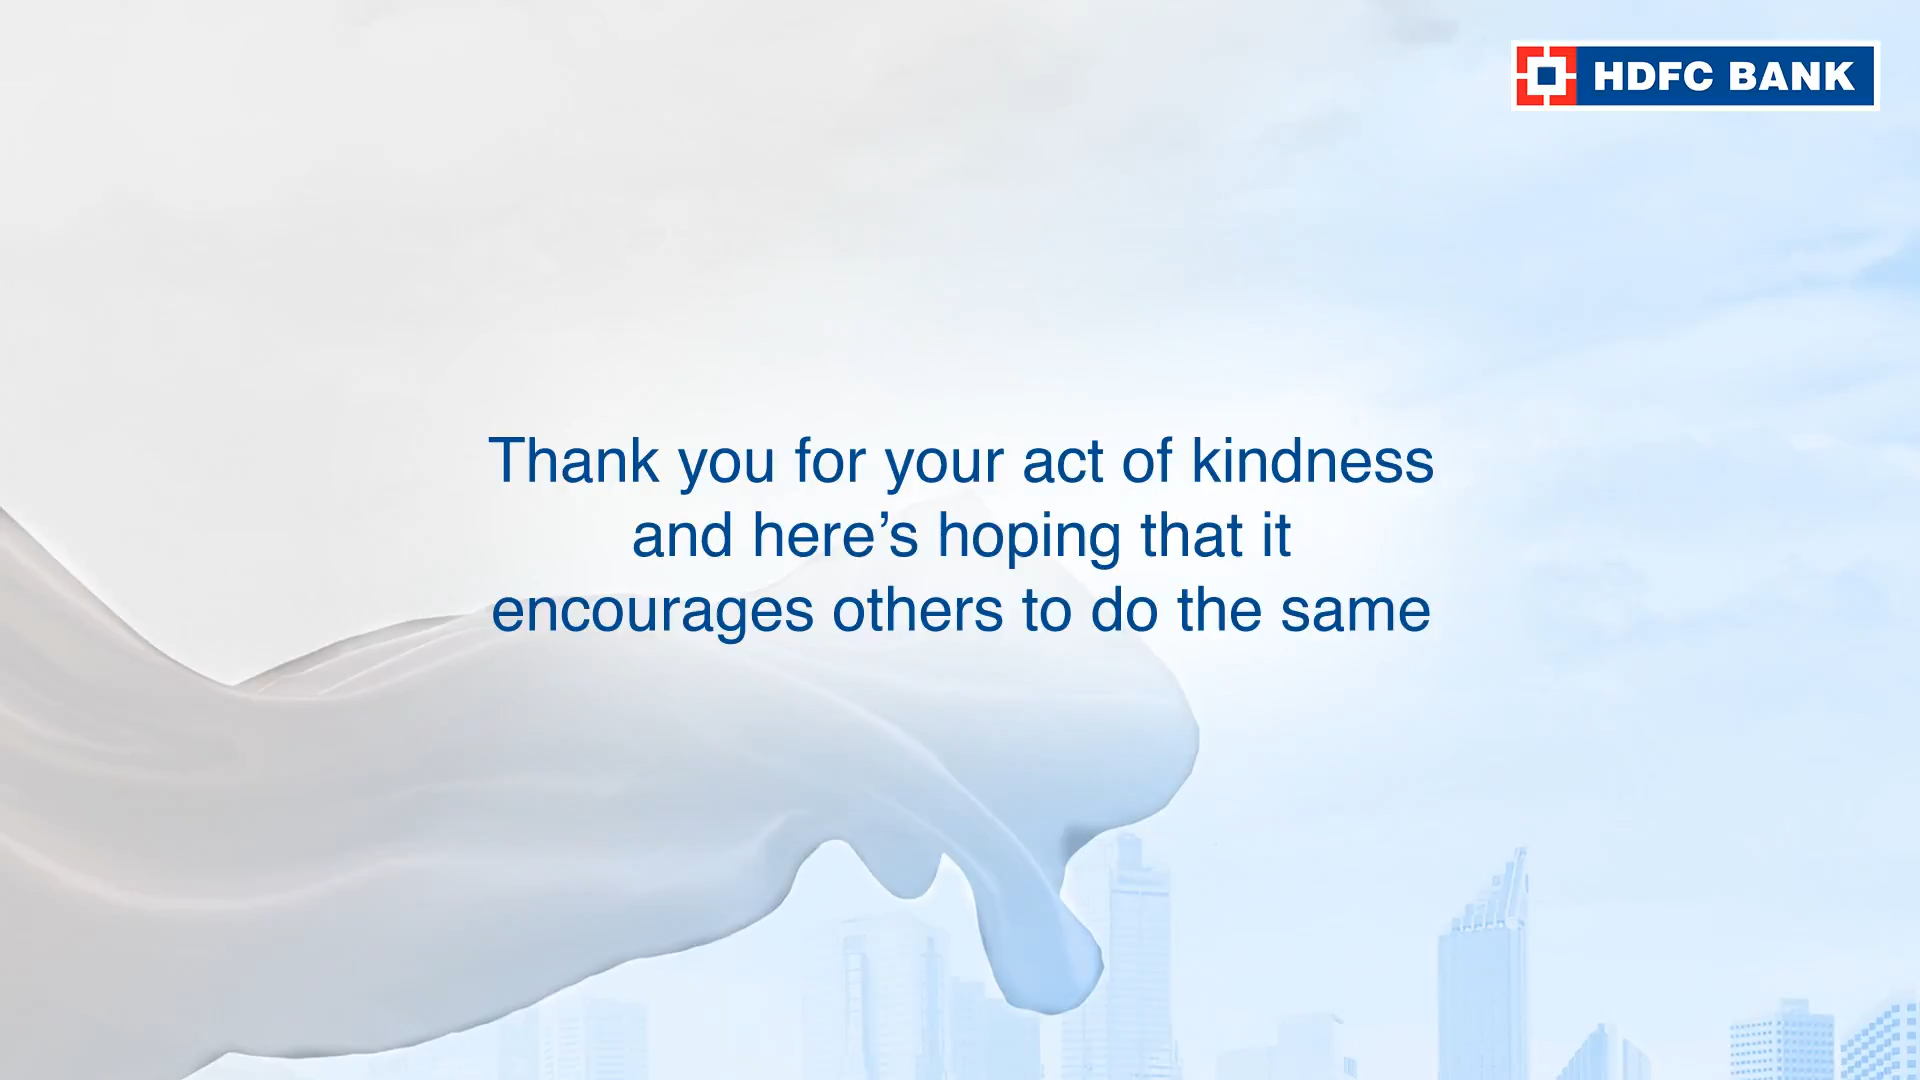 HDFC BANK
Thank you for your act of kindness
and here’s hoping that it
encourages others to do the same